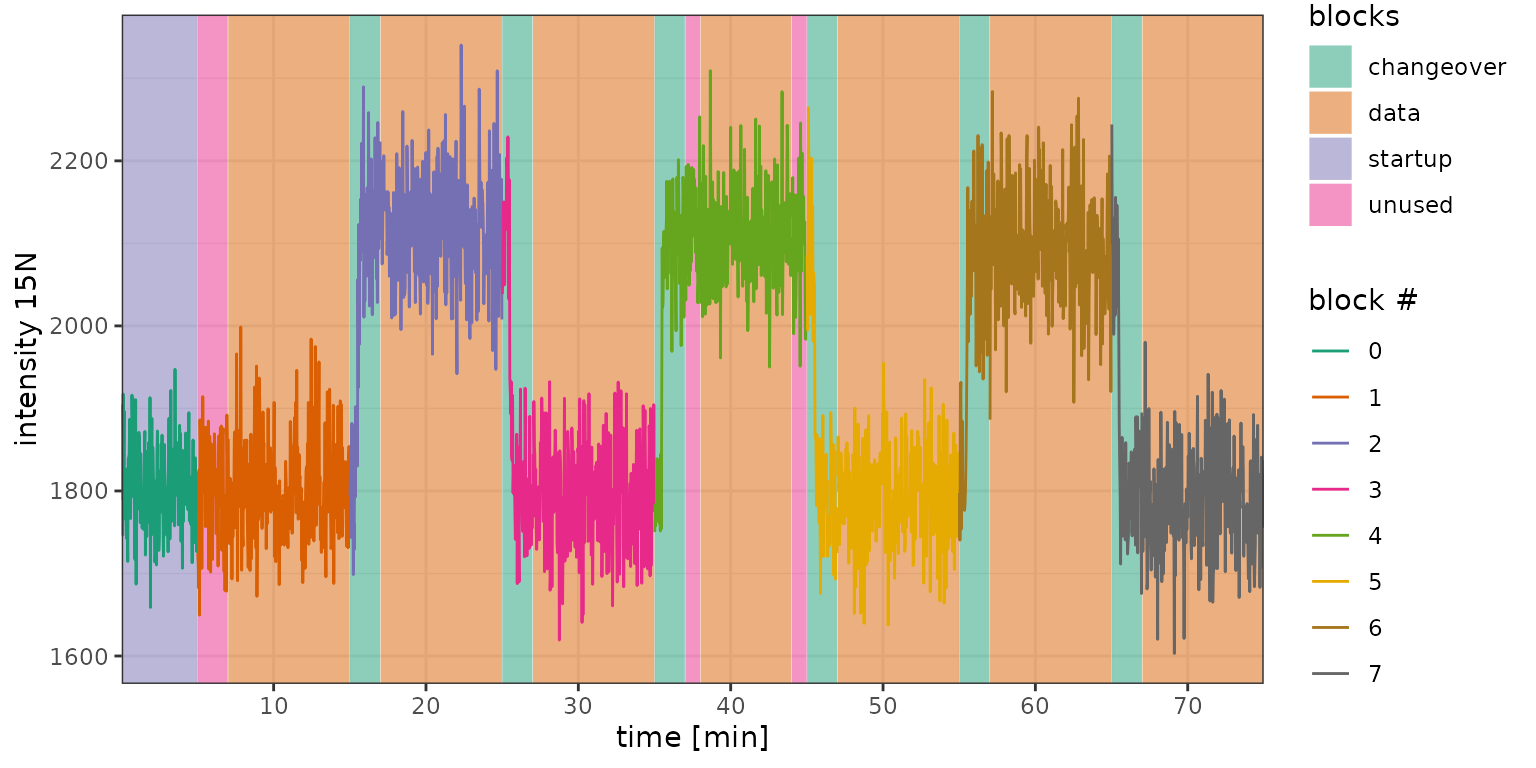 blocks
changeover
data
startup
unused
block #
0
1
2
3
4
5
6
7
intensity 15N
2200
2000
1800
1600
10 20 30 40 50 60 70
time [min]